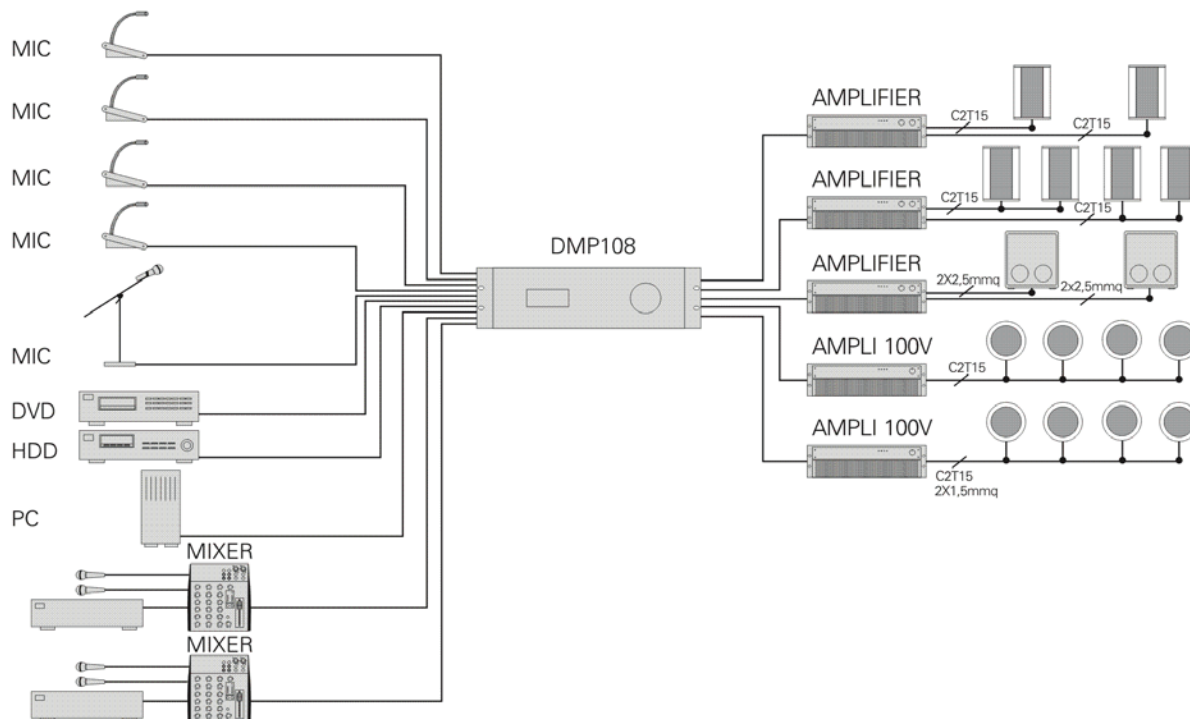 MIC
MIC
MIC
MIC
MIC
DVD
HDD
PC
MIXER
MIXER
DMP108
AMPLIFIER
C2T15
C2T15
AMPLIFIER
C2T15
C2T15
AMPLIFIER
2X2,5mmq
2x2,5mmq
AMPLI 100V
C2T15
AMPLI 100V
C2T15
2X1,5mmq